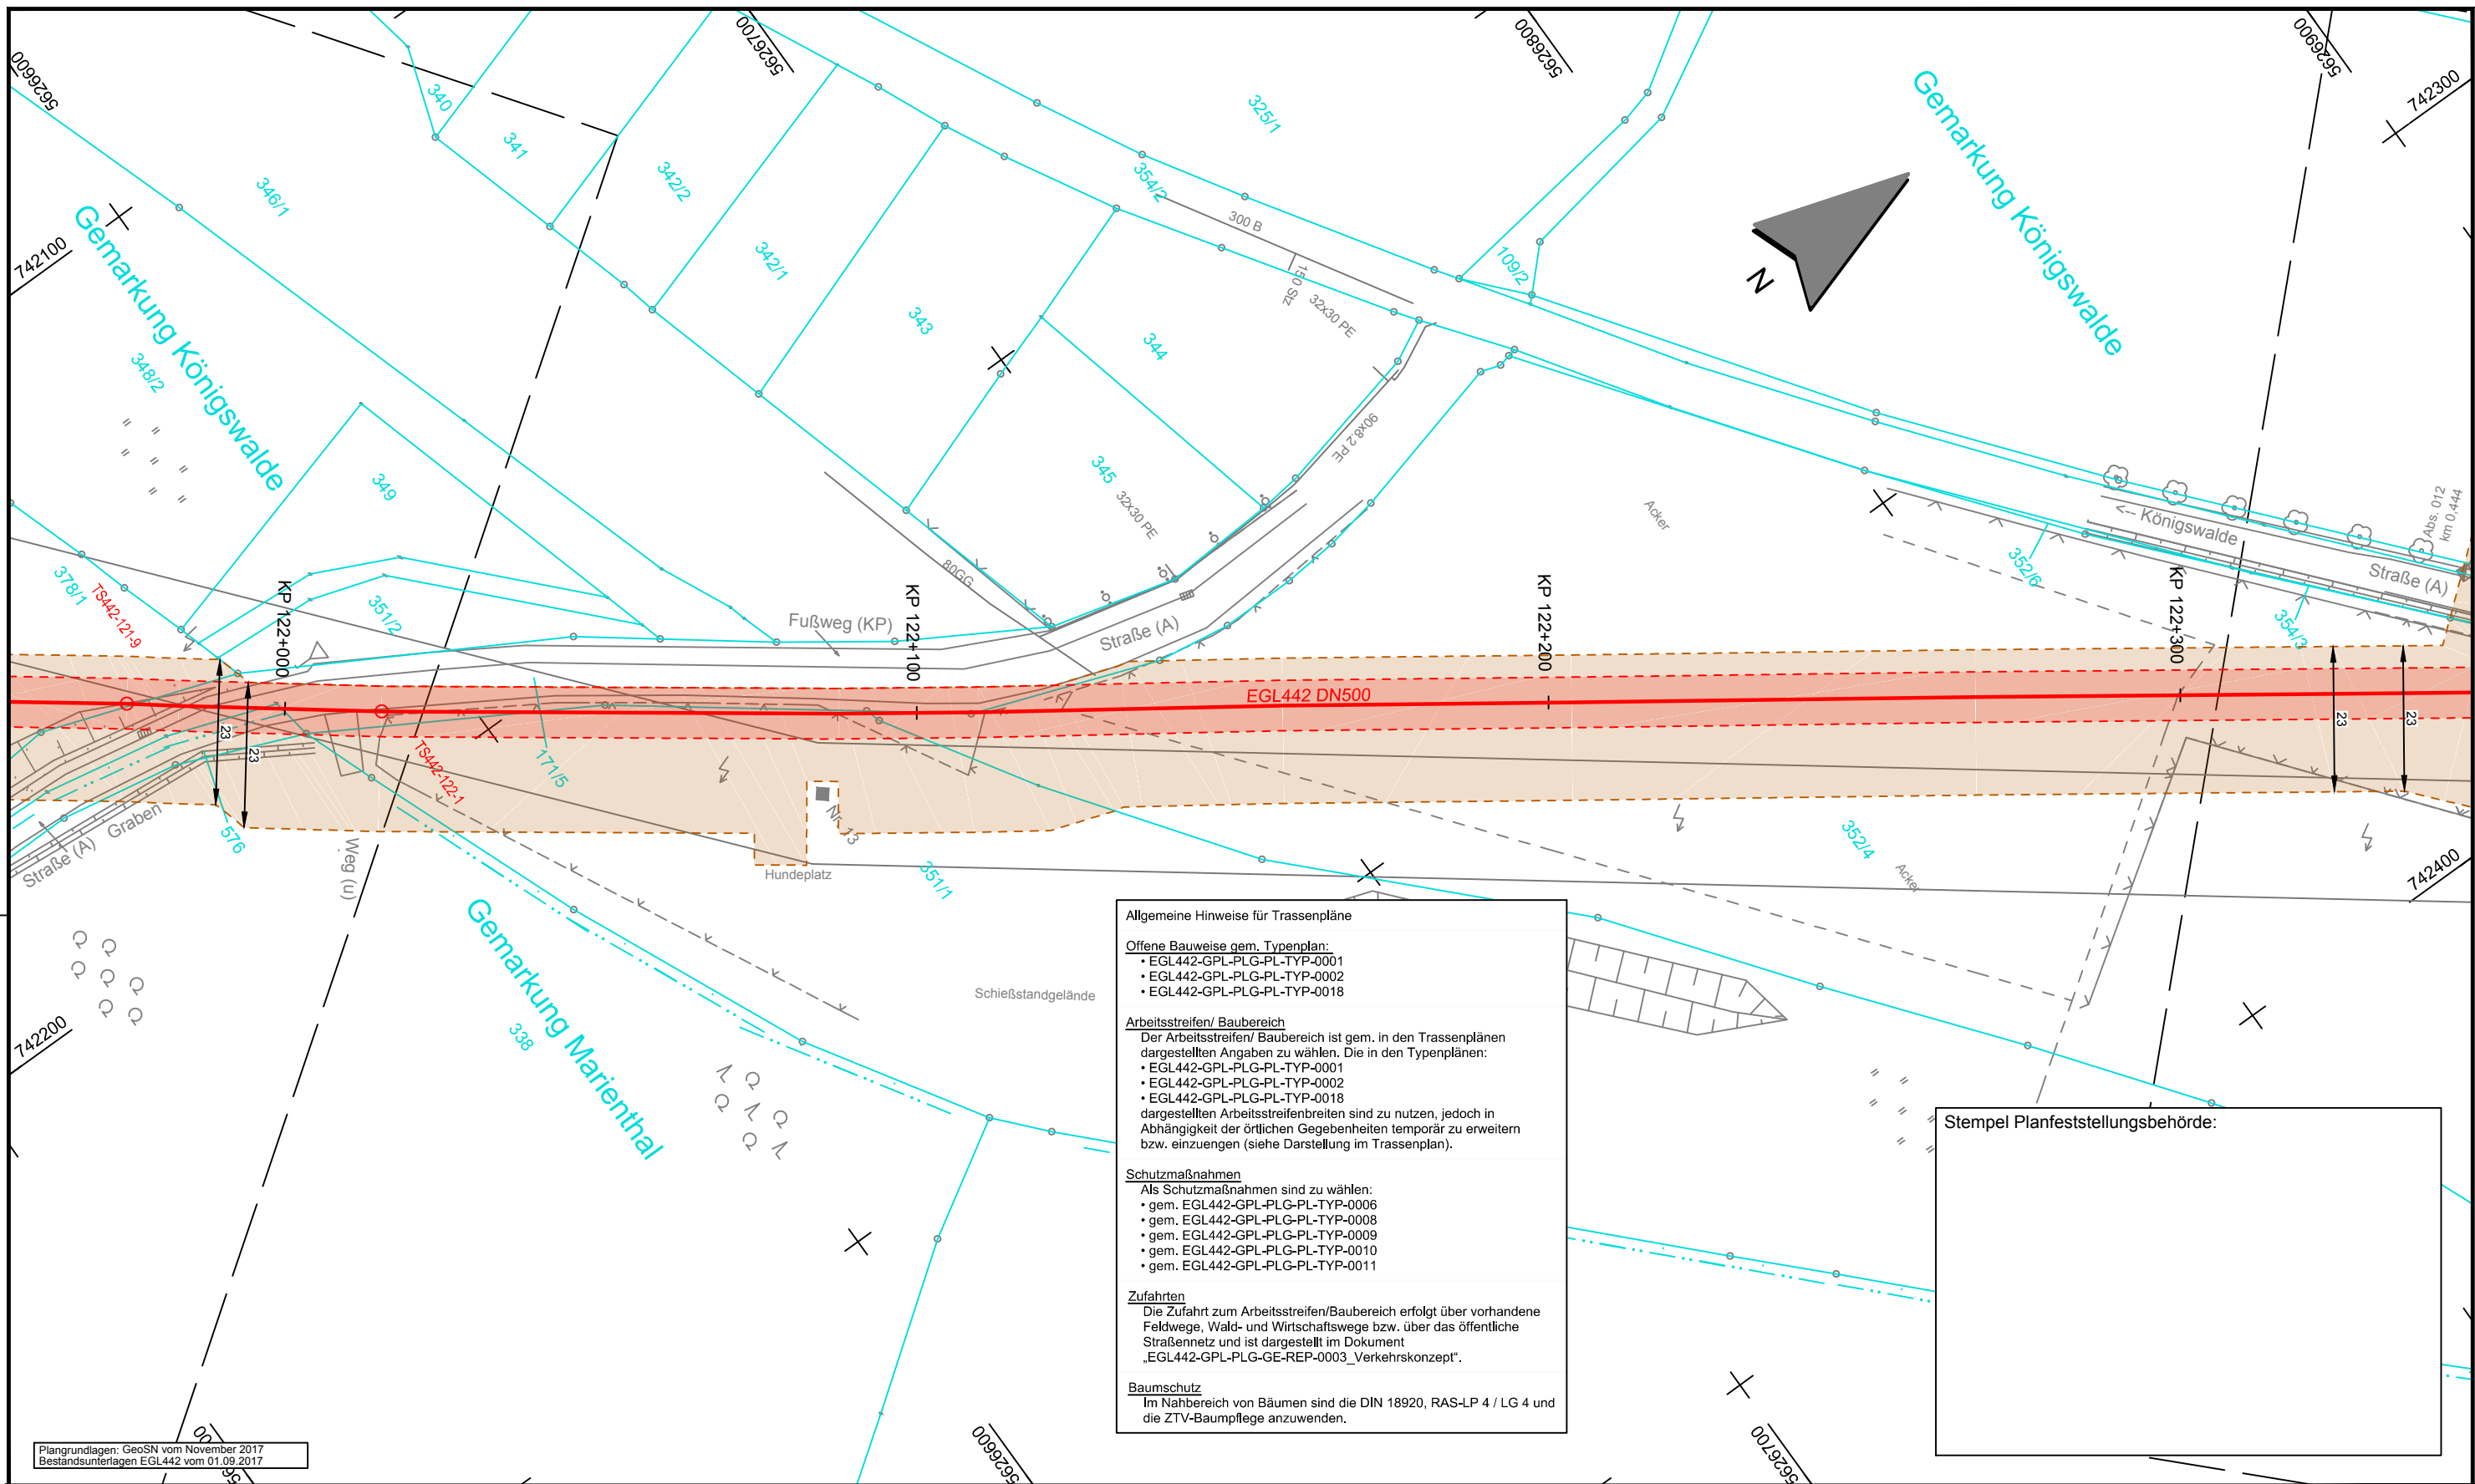 5626600
5626700
5626800
5626900
742300
340
341
342/2
325/1
354/2
300 B
150 Stz
32x30 PE
109/2
Gemarkung Königswalde
N
346/1
742100
Gemarkung Königswalde
348/2
349
342/1
343
344
345
32x30 PE
90x8.2 PE
80GG
Acker
<-- Königswalde
Straße (A)
Abs. 012
km 0.444
352/6
354/3
378/1
TS442-121-9
351/2
KP 122+000
Fußweg (KP)
KP 122+100
Straße (A)
KP 122+200
KP 122+300
EGL442 DN500
23
23
23
23
TS442-122-1
171/5
576
Graben
Straße (A)
Weg (u)
Nr. 13
Hundeplatz
351/1
352/4
Acker
742400
Gemarkung Marienthal
338
742200
Schießstandgelände
Allgemeine Hinweise für Trassenpläne
Offene Bauweise gem. Typenplan:
• EGL442-GPL-PLG-PL-TYP-0001
• EGL442-GPL-PLG-PL-TYP-0002
• EGL442-GPL-PLG-PL-TYP-0018
Arbeitsstreifen/ Baubereich
Der Arbeitsstreifen/ Baubereich ist gem. in den Trassenplänen
dargestellten Angaben zu wählen. Die in den Typenplänen:
• EGL442-GPL-PLG-PL-TYP-0001
• EGL442-GPL-PLG-PL-TYP-0002
• EGL442-GPL-PLG-PL-TYP-0018
dargestellten Arbeitsstreifenbreiten sind zu nutzen, jedoch in
Abhängigkeit der örtlichen Gegebenheiten temporär zu erweitern
bzw. einzuengen (siehe Darstellung im Trassenplan).
Schutzmaßnahmen
Als Schutzmaßnahmen sind zu wählen:
• gem. EGL442-GPL-PLG-PL-TYP-0006
• gem. EGL442-GPL-PLG-PL-TYP-0008
• gem. EGL442-GPL-PLG-PL-TYP-0009
• gem. EGL442-GPL-PLG-PL-TYP-0010
• gem. EGL442-GPL-PLG-PL-TYP-0011
Zufahrten
Die Zufahrt zum Arbeitsstreifen/Baubereich erfolgt über vorhandene
Feldwege, Wald- und Wirtschaftswege bzw. über das öffentliche
Straßennetz und ist dargestellt im Dokument
„EGL442-GPL-PLG-GE-REP-0003_Verkehrskonzept“.
Baumschutz
Im Nahbereich von Bäumen sind die DIN 18920, RAS-LP 4 / LG 4 und
die ZTV-Baumpflege anzuwenden.
Stempel Planfeststellungsbehörde:
5626600
5626700
Plangrundlagen: GeoSN vom November 2017
Bestandsunterlagen EGL442 vom 01.09.2017